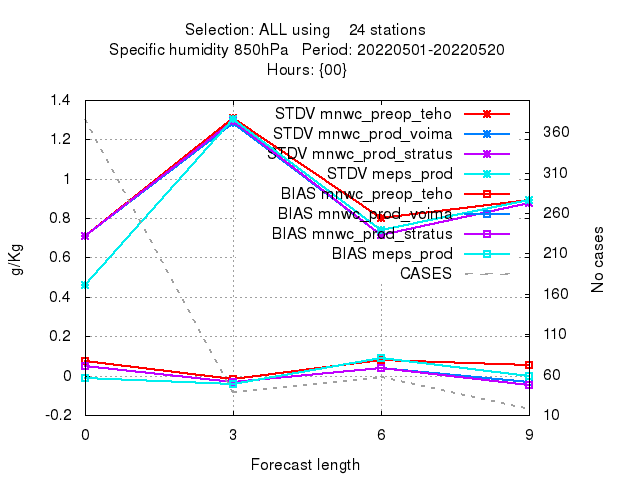 Selection: ALL using    24 stations
Specific humidity 850hPa   Period: 20220501-20220520
Hours: {00}
1.4
1.2
1
0.8
0.6
0.4
0.2
0
-0.2
g/Kg
STDV mnwc_preop_teho
STDV mnwc_prod_voima
STDV mnwc_prod_stratus
STDV meps_prod
BIAS mnwc_preop_teho
BIAS mnwc_prod_voima
BIAS mnwc_prod_stratus
BIAS meps_prod
CASES
360
310
260
210
160
110
60
10
No cases
0 3 6 9
Forecast length